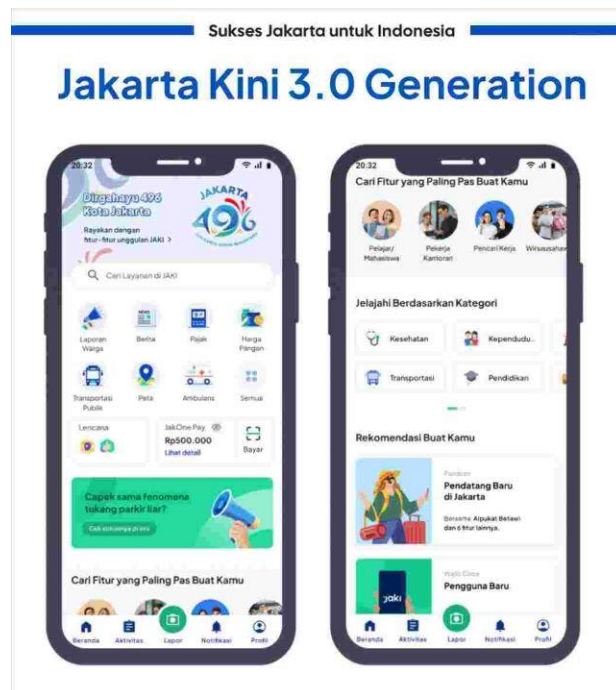 Sukses Jakarta untuk Indonesia
Jakarta Kini 3.0 Generation
20:32
Dirgahayu 496
Kota Jakarta
Rayakan dengan
fitur-fitur unggulan JAKI >
JAKARTA
496
Cari Layanan di JAKI
Laporan
Warga
Berita
Pajak
Harga
Pangan
Transportasi
Publik
Peta
Ambulans
Semua
Lencana
JakOne Pay
Rp500.000
Lihat detail
Bayar
Capek sama fenomena
tukang parkir liar?
Cari Fitur yang Paling Pas Buat Kamu
Beranda
Aktivitas
Lapor
Notifikasi
Profil
20:32
Cari Fitur yang Paling Pas Buat Kamu
Pelajar/
Mahasiswa
Pekerja
Kantoran
Pencari Kerja
Wirausahaw
Jelajahi Berdasarkan Kategori
Kesehatan
Kependudu..
Transportasi
Pendidikan
Rekomendasi Buat Kamu
Panduan
Pendatang Baru
di Jakarta
Bersama Alpukat Betawi
dan 6 fitur lainnya.
Wajib Coba
Pengguna Baru
jaki
Beranda
Aktivitas
Lapor
Notifikasi
Profil